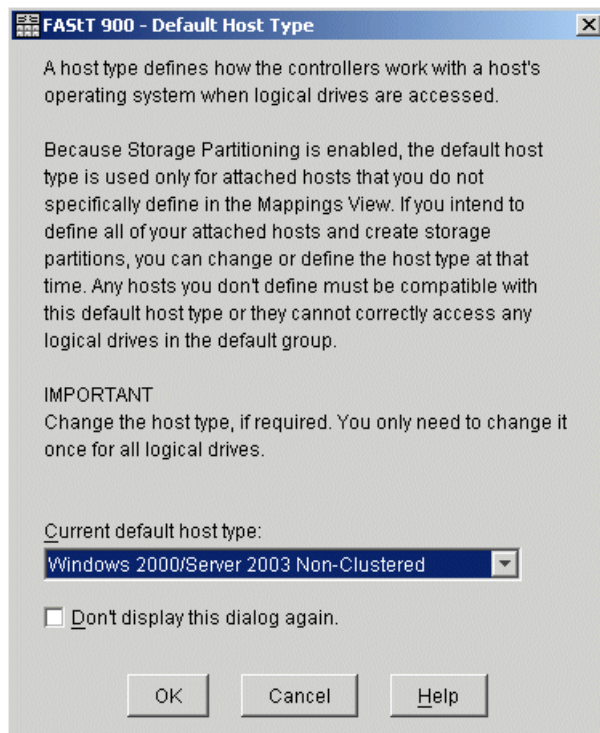 FAStT 900 - Default Host Type
A host type defines how the controllers work with a host's
operating system when logical drives are accessed.
Because Storage Partitioning is enabled, the default host
type is used only for attached hosts that you do not
specifically define in the Mappings View. If you intend to
define all of your attached hosts and create storage
partitions, you can change or define the host type at that
time. Any hosts you don't define must be compatible with
this default host type or they cannot correctly access any
logical drives in the default group.
IMPORTANT
Change the host type, if required. You only need to change it
once for all logical drives.
Current default host type:
Windows 2000/Server 2003 Non-Clustered
Don't display this dialog again.
OK Cancel Help